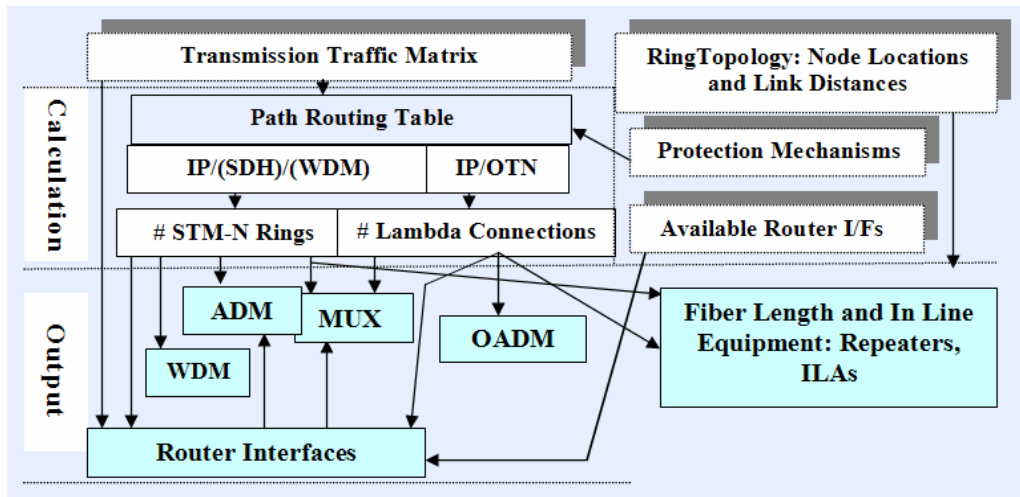 Transmission Traffic Matrix
RingTopology: Node Locations
and Link Distances
Calculation
Path Routing Table
Protection Mechanisms
IP/(SDH)/(WDM)
IP/OTN
Available Router I/Fs
# STM-N Rings
# Lambda Connections
Output
ADM
MUX
OADM
WDM
Fiber Length and In Line
Equipment: Repeaters,
ILAs
Router Interfaces